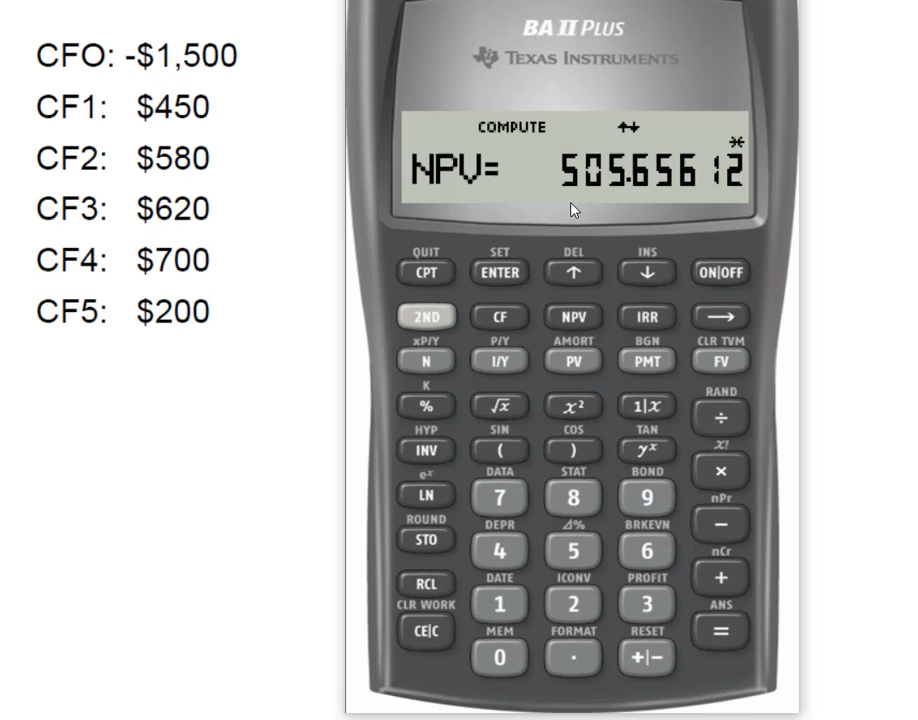 CFO: -$1,500
CF1: $450
CF2: $580
CF3: $620
CF4: $700
CF5: $200
BA II PLUS
TEXAS INSTRUMENTS
COMPUTE
NPV= 505.65612
QUIT SET DEL INS
CPT ENTER ↑ ↓ ON|OFF
2ND CF NPV IRR →
xP/Y P/Y AMORT BGN CLR TVM
N I/Y PV PMT FV
K RAND
% √x x² 1|x ÷
HYP SIN COS TAN x!
INV ( ) yˣ ×
eˣ DATA STAT BOND nPr
LN 7 8 9 −
ROUND DEPR Δ% BRKEVN nCr
STO 4 5 6 +
DATE ICONV PROFIT
RCL 1 2 3
CLR WORK MEM FORMAT RESET ANS
CE|C 0 . +|− =